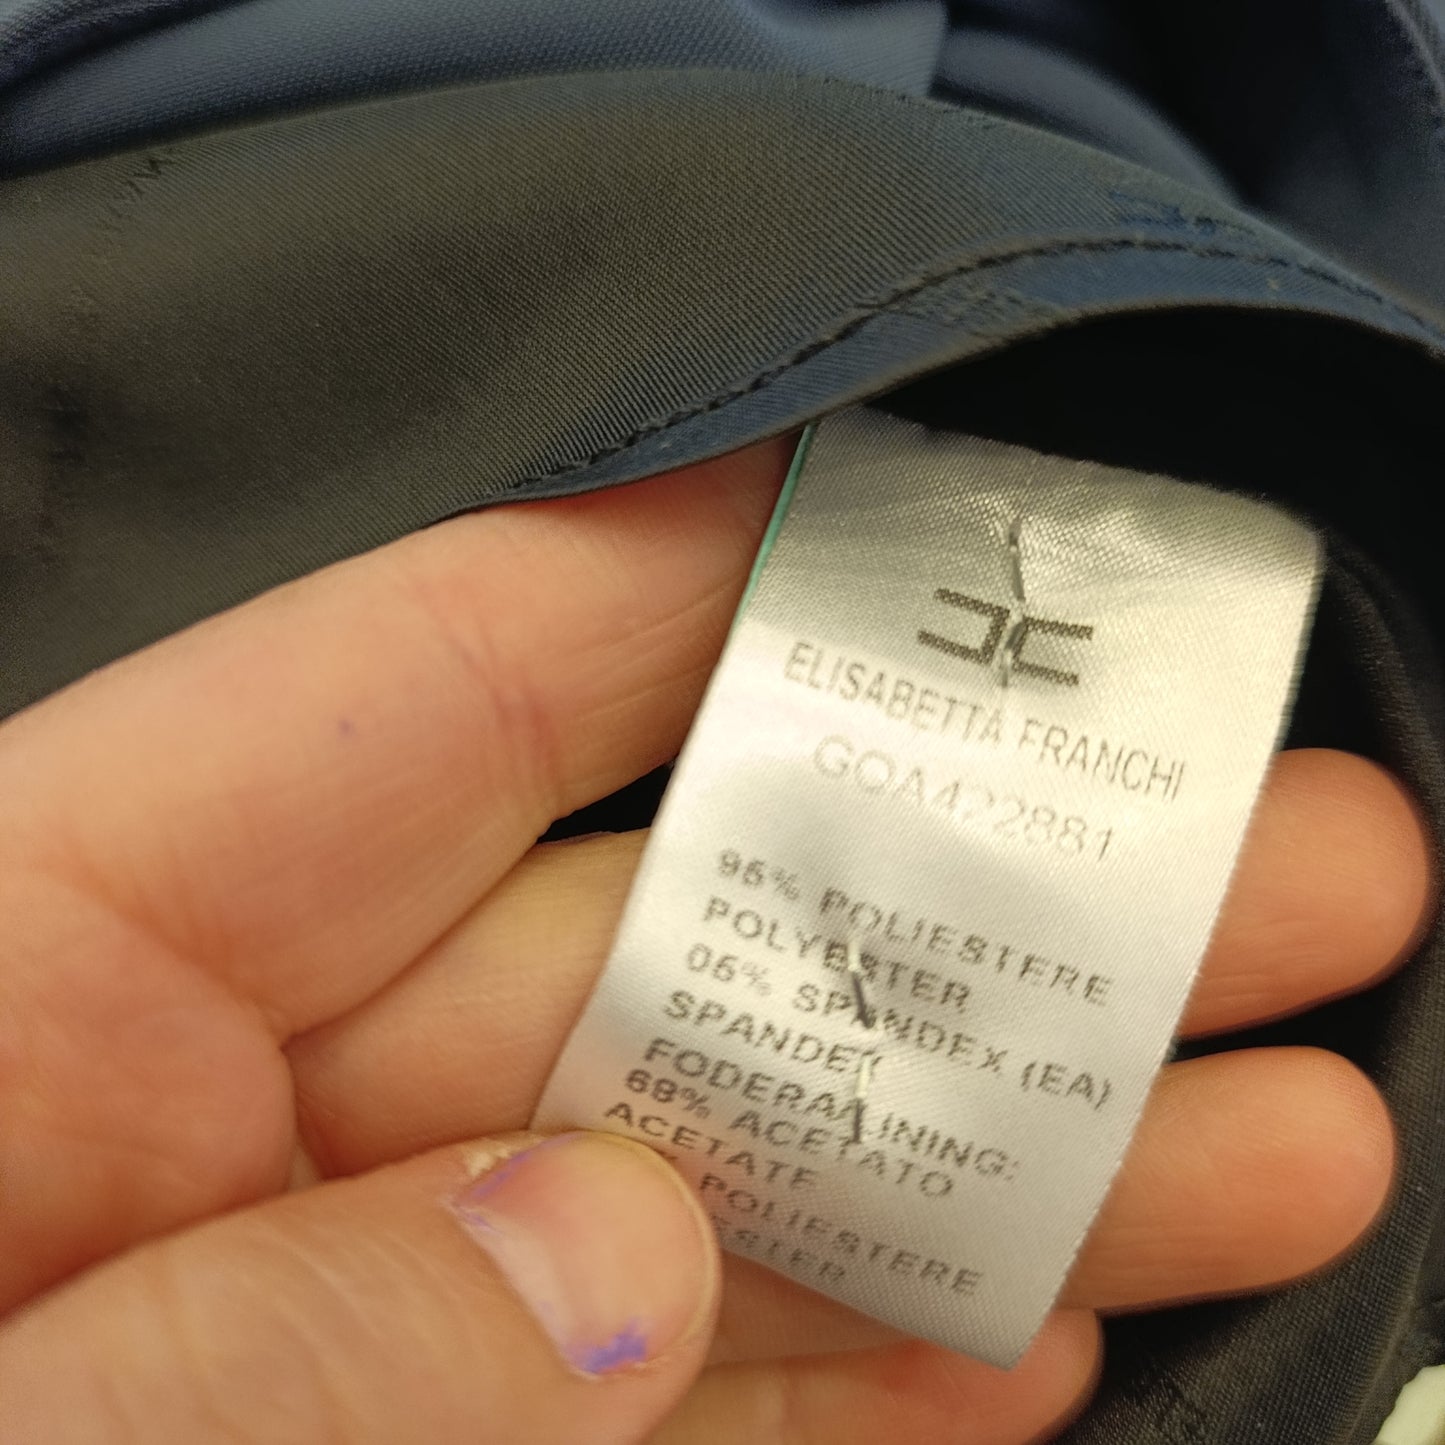 ELISABETTA FRANCHI
GOA422881
95% POLIESTERE
POLYESTER
05% SPANDEX (EA)
SPANDEX
FODERA/LINING:
68% ACETATO
ACETATE
POLIESTERE